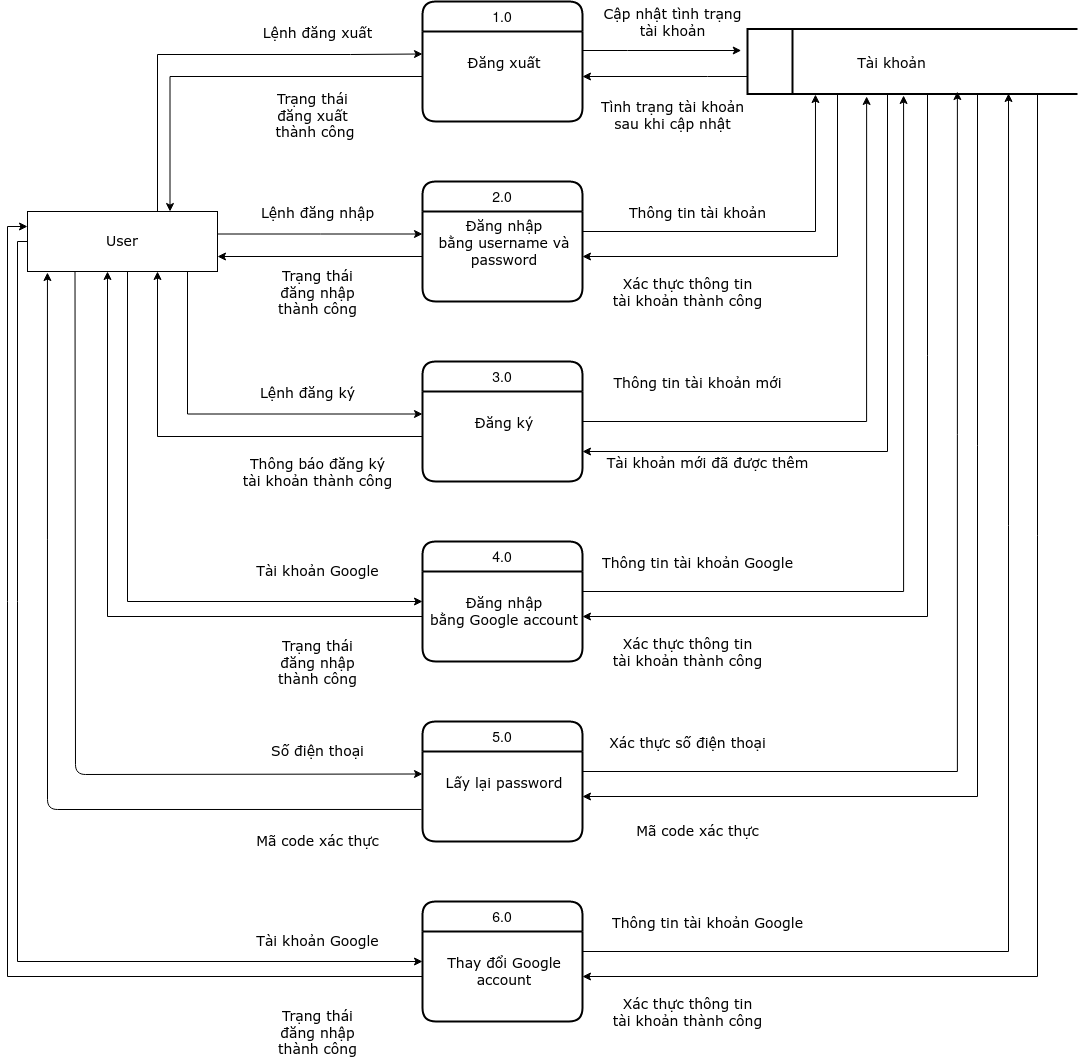 1.0
Đăng xuất
Lệnh đăng xuất
Trạng thái
đăng xuất
thành công
Cập nhật tình trạng
tài khoản
Tình trạng tài khoản
sau khi cập nhật
Tài khoản
User
2.0
Đăng nhập
bằng username và
password
Lệnh đăng nhập
Trạng thái
đăng nhập
thành công
Thông tin tài khoản
Xác thực thông tin
tài khoản thành công
3.0
Đăng ký
Lệnh đăng ký
Thông báo đăng ký
tài khoản thành công
Thông tin tài khoản mới
Tài khoản mới đã được thêm
4.0
Đăng nhập
bằng Google account
Tài khoản Google
Trạng thái
đăng nhập
thành công
Thông tin tài khoản Google
Xác thực thông tin
tài khoản thành công
5.0
Lấy lại password
Số điện thoại
Mã code xác thực
Xác thực số điện thoại
Mã code xác thực
6.0
Thay đổi Google
account
Tài khoản Google
Trạng thái
đăng nhập
thành công
Thông tin tài khoản Google
Xác thực thông tin
tài khoản thành công